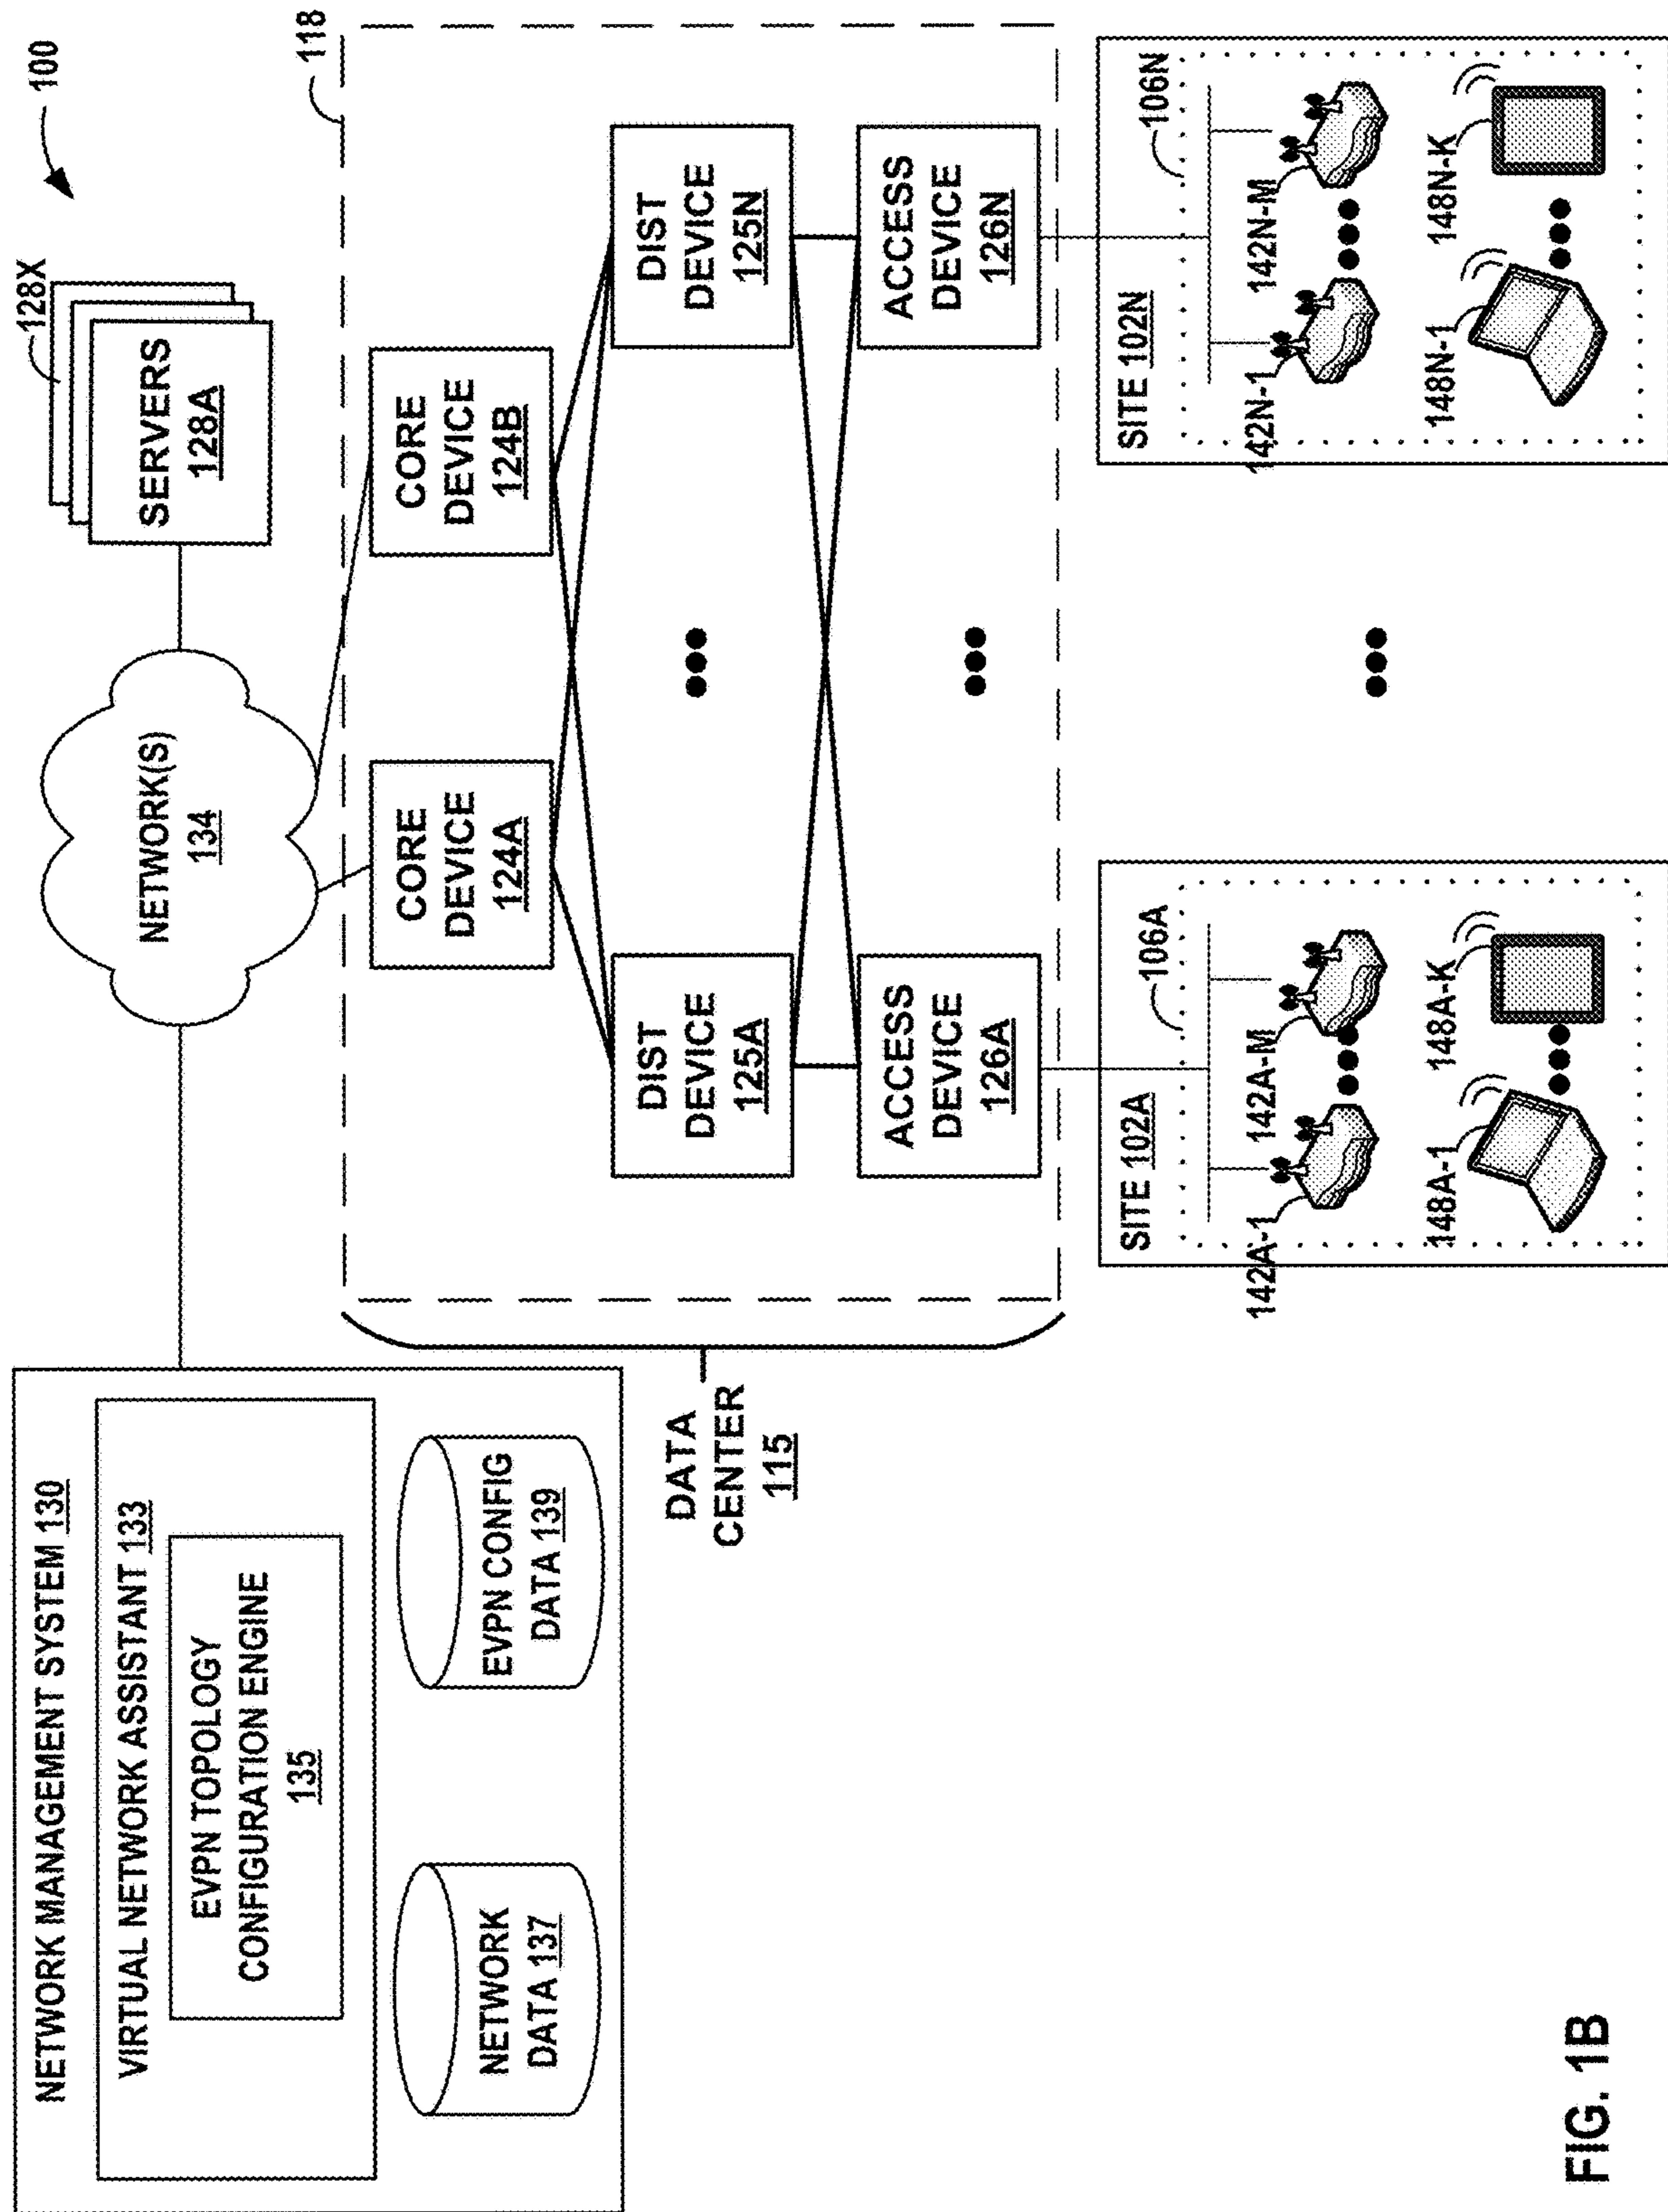 100
NETWORK MANAGEMENT SYSTEM 130
VIRTUAL NETWORK ASSISTANT 133
EVPN TOPOLOGY
CONFIGURATION ENGINE
135
NETWORK
DATA 137
EVPN CONFIG
DATA 139
NETWORK(S)
134
SERVERS
128A
128X
118
DATA
CENTER
115
CORE
DEVICE
124A
CORE
DEVICE
124B
DIST
DEVICE
125A
DIST
DEVICE
125N
ACCESS
DEVICE
126A
ACCESS
DEVICE
126N
SITE 102A
106A
142A-1
142A-M
148A-1
148A-K
SITE 102N
106N
142N-1
142N-M
148N-1
148N-K
FIG. 1B